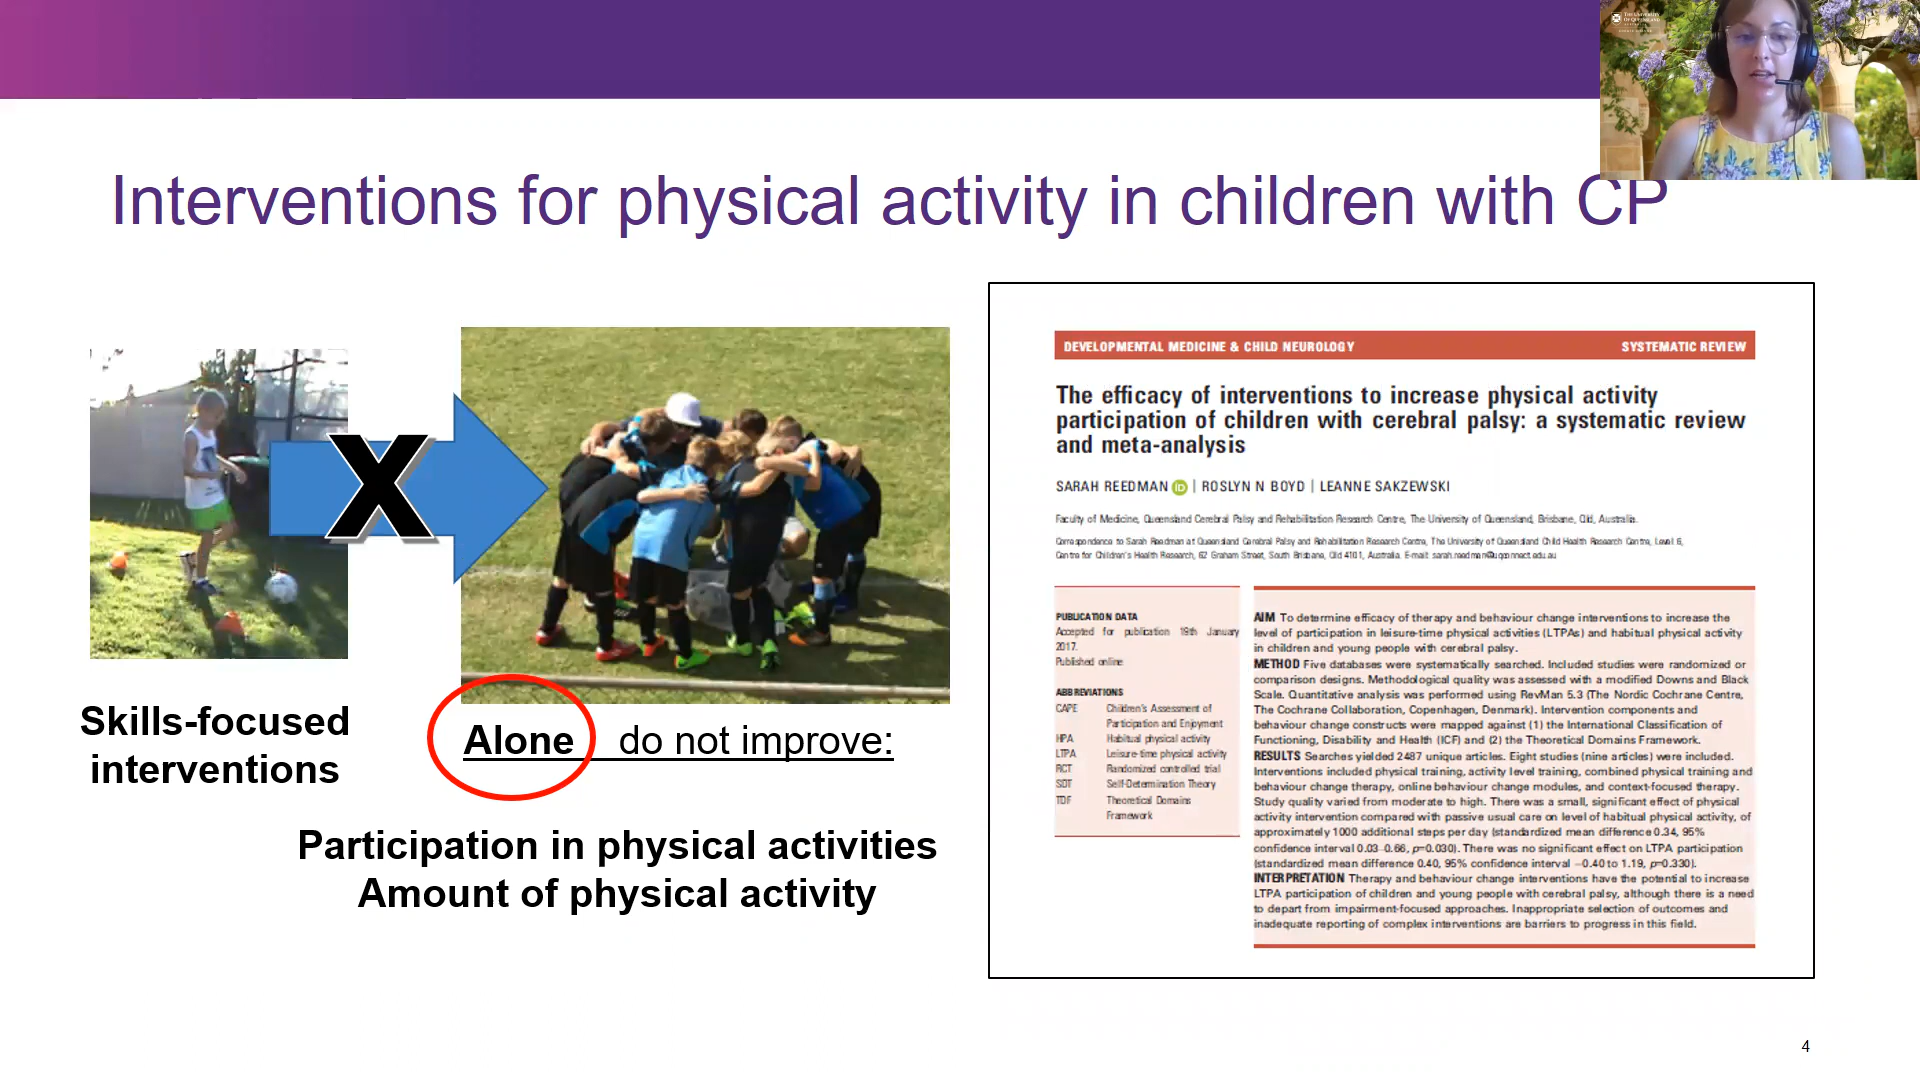 THE UNIVERSITY
OF QUEENSLAND
Interventions for physical activity in children with CP
X
Skills-focused
interventions
Alone do not improve:
Participation in physical activities
Amount of physical activity
DEVELOPMENTAL MEDICINE & CHILD NEUROLOGY SYSTEMATIC REVIEW
The efficacy of interventions to increase physical activity
participation of children with cerebral palsy: a systematic review
and meta-analysis
SARAH REEDMAN iD | ROSLYN N BOYD | LEANNE SAKZEWSKI
Faculty of Medicine, Queensland Cerebral Palsy and Rehabilitation Research Centre, The University of Queensland, Brisbane, Qld, Australia.
Correspondence to Sarah Reedman at Queensland Cerebral Palsy and Rehabilitation Research Centre, The University of Queensland Child Health Research Centre, Level 6,
Centre for Children's Health Research, 62 Graham Street, South Brisbane, Qld 4101, Australia. E-mail: sarah.reedman@uqconnect.edu.au
PUBLICATION DATA
Accepted for publication 19th January
2017.
Published online
ABBREVIATIONS
CAPE Children's Assessment of
Participation and Enjoyment
HPA Habitual physical activity
LTPA Leisure-time physical activity
RCT Randomized controlled trial
SDT Self-Determination Theory
TDF Theoretical Domains
Framework
AIM To determine efficacy of therapy and behaviour change interventions to increase the
level of participation in leisure-time physical activities (LTPAs) and habitual physical activity
in children and young people with cerebral palsy.
METHOD Five databases were systematically searched. Included studies were randomized or
comparison designs. Methodological quality was assessed with a modified Downs and Black
Scale. Quantitative analysis was performed using RevMan 5.3 (The Nordic Cochrane Centre,
The Cochrane Collaboration, Copenhagen, Denmark). Intervention components and
behaviour change constructs were mapped against (1) the International Classification of
Functioning, Disability and Health (ICF) and (2) the Theoretical Domains Framework.
RESULTS Searches yielded 2487 unique articles. Eight studies (nine articles) were included.
Interventions included physical training, activity level training, combined physical training and
behaviour change therapy, online behaviour change modules, and context-focused therapy.
Study quality varied from moderate to high. There was a small, significant effect of physical
activity intervention compared with passive usual care on level of habitual physical activity, of
approximately 1000 additional steps per day (standardized mean difference 0.34, 95%
confidence interval 0.03–0.66, p=0.030). There was no significant effect on LTPA participation
(standardized mean difference 0.40, 95% confidence interval −0.40 to 1.19, p=0.330).
INTERPRETATION Therapy and behaviour change interventions have the potential to increase
LTPA participation of children and young people with cerebral palsy, although there is a need
to depart from impairment-focused approaches. Inappropriate selection of outcomes and
inadequate reporting of complex interventions are barriers to progress in this field.
4